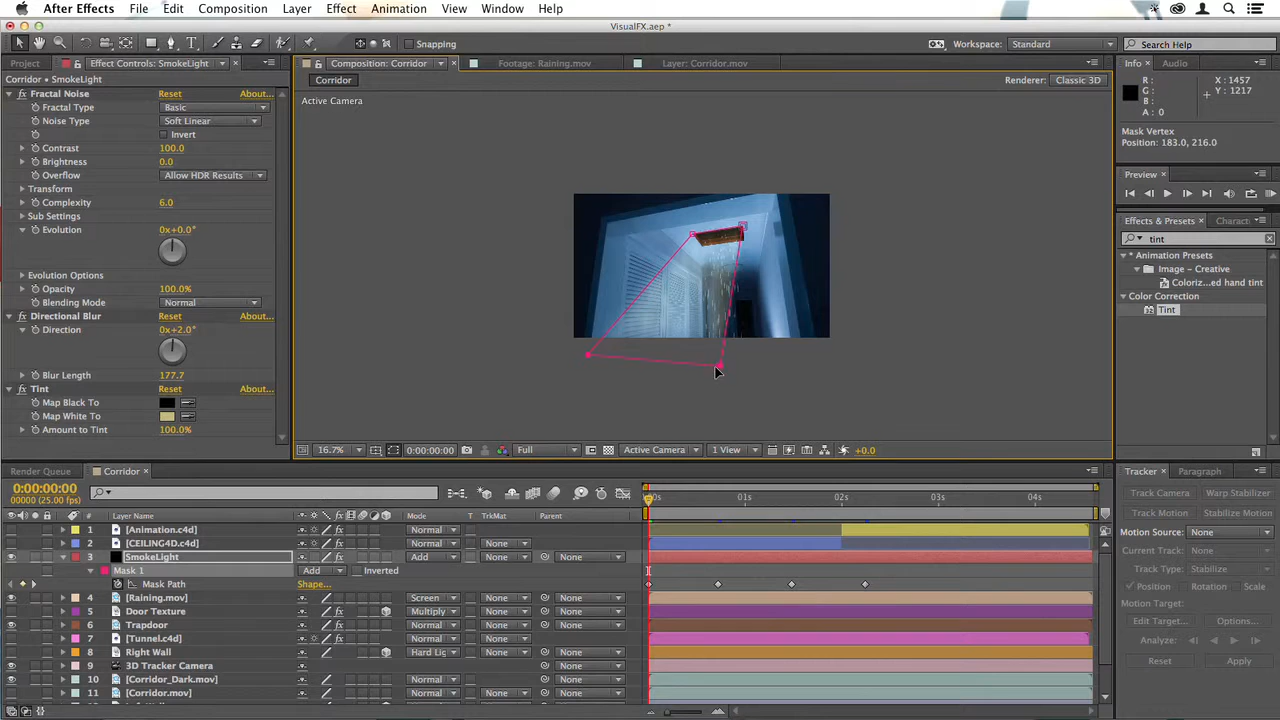 After Effects File Edit Composition Layer Effect Animation View Window Help
VisualFX.aep *
Snapping Workspace: Standard Search Help
Project Effect Controls: SmokeLight Composition: Corridor Footage: Raining.mov Layer: Corridor.mov Info Audio
Corridor • SmokeLight Corridor Renderer: Classic 3D
Active Camera
Fractal Noise Reset About...
Fractal Type Basic
Noise Type Soft Linear
Invert
Contrast 100.0
Brightness 0.0
Overflow Allow HDR Results
Transform
Complexity 6.0
Sub Settings
Evolution 0x+0.0°
Evolution Options
Opacity 100.0%
Blending Mode Normal
Directional Blur Reset About...
Direction 0x+2.0°
Blur Length 177.7
Tint Reset About...
Map Black To
Map White To
Amount to Tint 100.0%
R : X : 1457
G : Y : 1217
B :
A : 0
Mask Vertex
Position: 183.0, 216.0
Preview
Effects & Presets Charact
tint
* Animation Presets
Image – Creative
Coloriz...ed hand tint
Color Correction
Tint
16.7% 0:00:00:00 Full Active Camera 1 View +0.0
Render Queue Corridor
0:00:00:00
00000 (25.00 fps)
# Layer Name Mode T TrkMat Parent
00s 01s 02s 03s 04s
1 [Animation.c4d] Normal
2 [CEILING4D.c4d] Normal None
3 SmokeLight Add None None
Mask 1 Add Inverted
Mask Path Shape...
4 [Raining.mov] Screen None None
5 Door Texture Multiply None None
6 Trapdoor Normal None None
7 [Tunnel.c4d] Normal None None
8 Right Wall Hard Lig None None
9 3D Tracker Camera None
10 [Corridor_Dark.mov] Normal None None
11 [Corridor.mov] Normal None None
Tracker Paragraph
Track Camera Warp Stabilizer
Track Motion Stabilize Motion
Motion Source: None
Current Track: None
Track Type: Stabilize
Position Rotation Scale
Motion Target:
Edit Target... Options...
Analyze:
Reset Apply